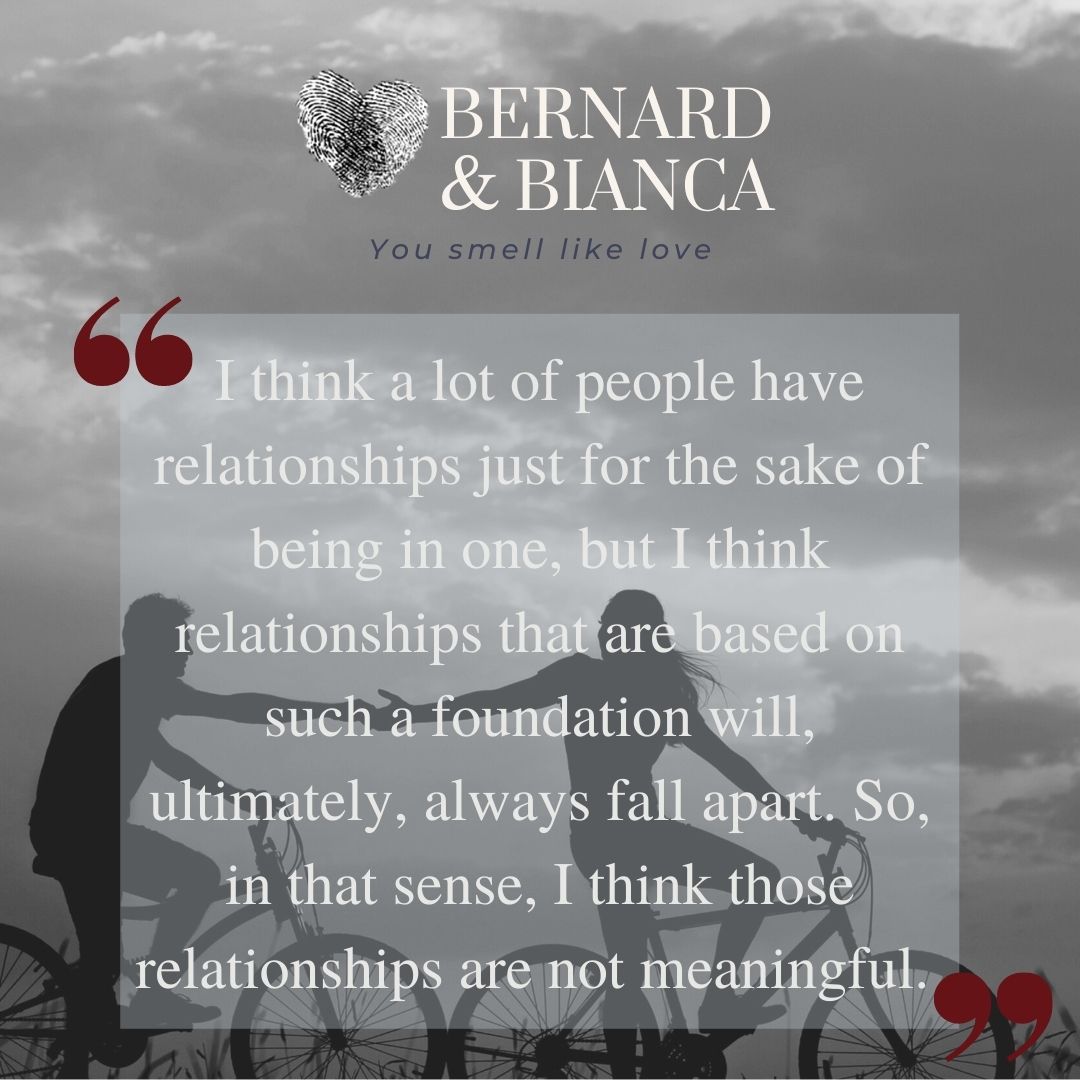 BERNARD
& BIANCA
You smell like love
“ I think a lot of people have
relationships just for the sake of
being in one, but I think
relationships that are based on
such a foundation will,
ultimately, always fall apart. So,
in that sense, I think those
relationships are not meaningful. ”